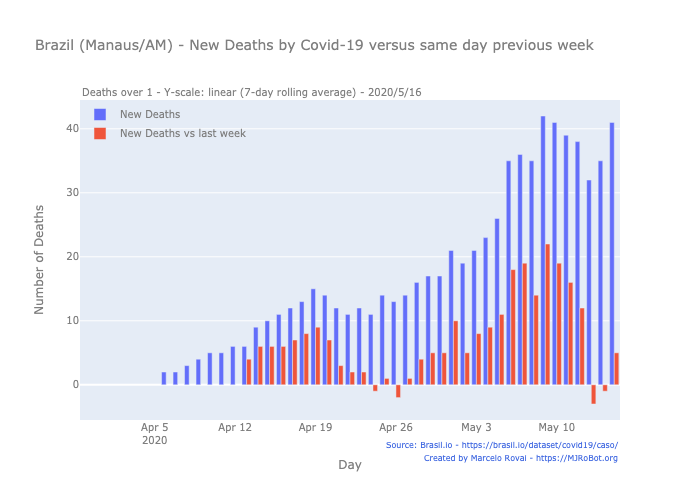 Brazil (Manaus/AM) - New Deaths by Covid-19 versus same day previous week
Deaths over 1 - Y-scale: linear (7-day rolling average) - 2020/5/16
New Deaths
New Deaths vs last week
40
30
20
10
0
Number of Deaths
Apr 5
2020
Apr 12
Apr 19
Apr 26
May 3
May 10
Source: Brasil.io - https://brasil.io/dataset/covid19/caso/
Created by Marcelo Rovai - https://MJRoBot.org
Day